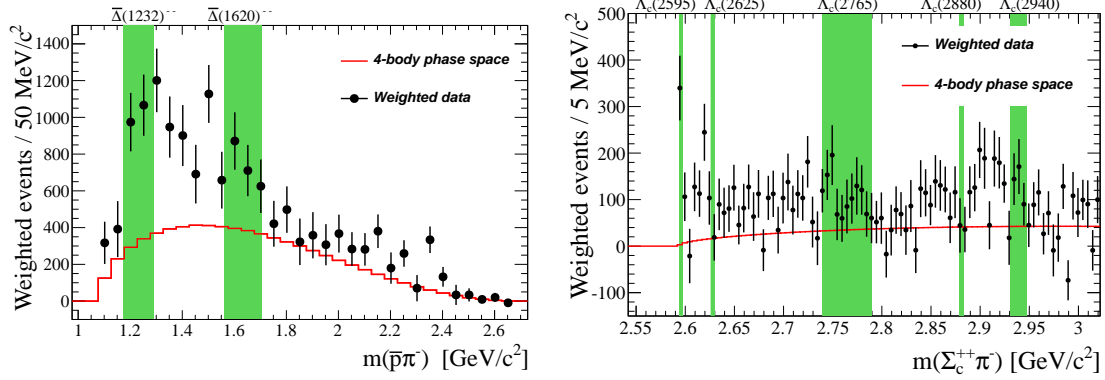 Δ̅(1232)⁻⁻ Δ̅(1620)⁻⁻
Weighted events / 50 MeV/c²
1400
1200
1000
800
600
400
200
0
4-body phase space
Weighted data
1 1.2 1.4 1.6 1.8 2 2.2 2.4 2.6
m(p̅π⁻) [GeV/c²]
Λc(2595) Λc(2625) Λc(2765) Λc(2880) Λc(2940)
Weighted events / 5 MeV/c²
500
400
300
200
100
0
-100
Weighted data
4-body phase space
2.55 2.6 2.65 2.7 2.75 2.8 2.85 2.9 2.95 3
m(Σc⁺⁺π⁻) [GeV/c²]